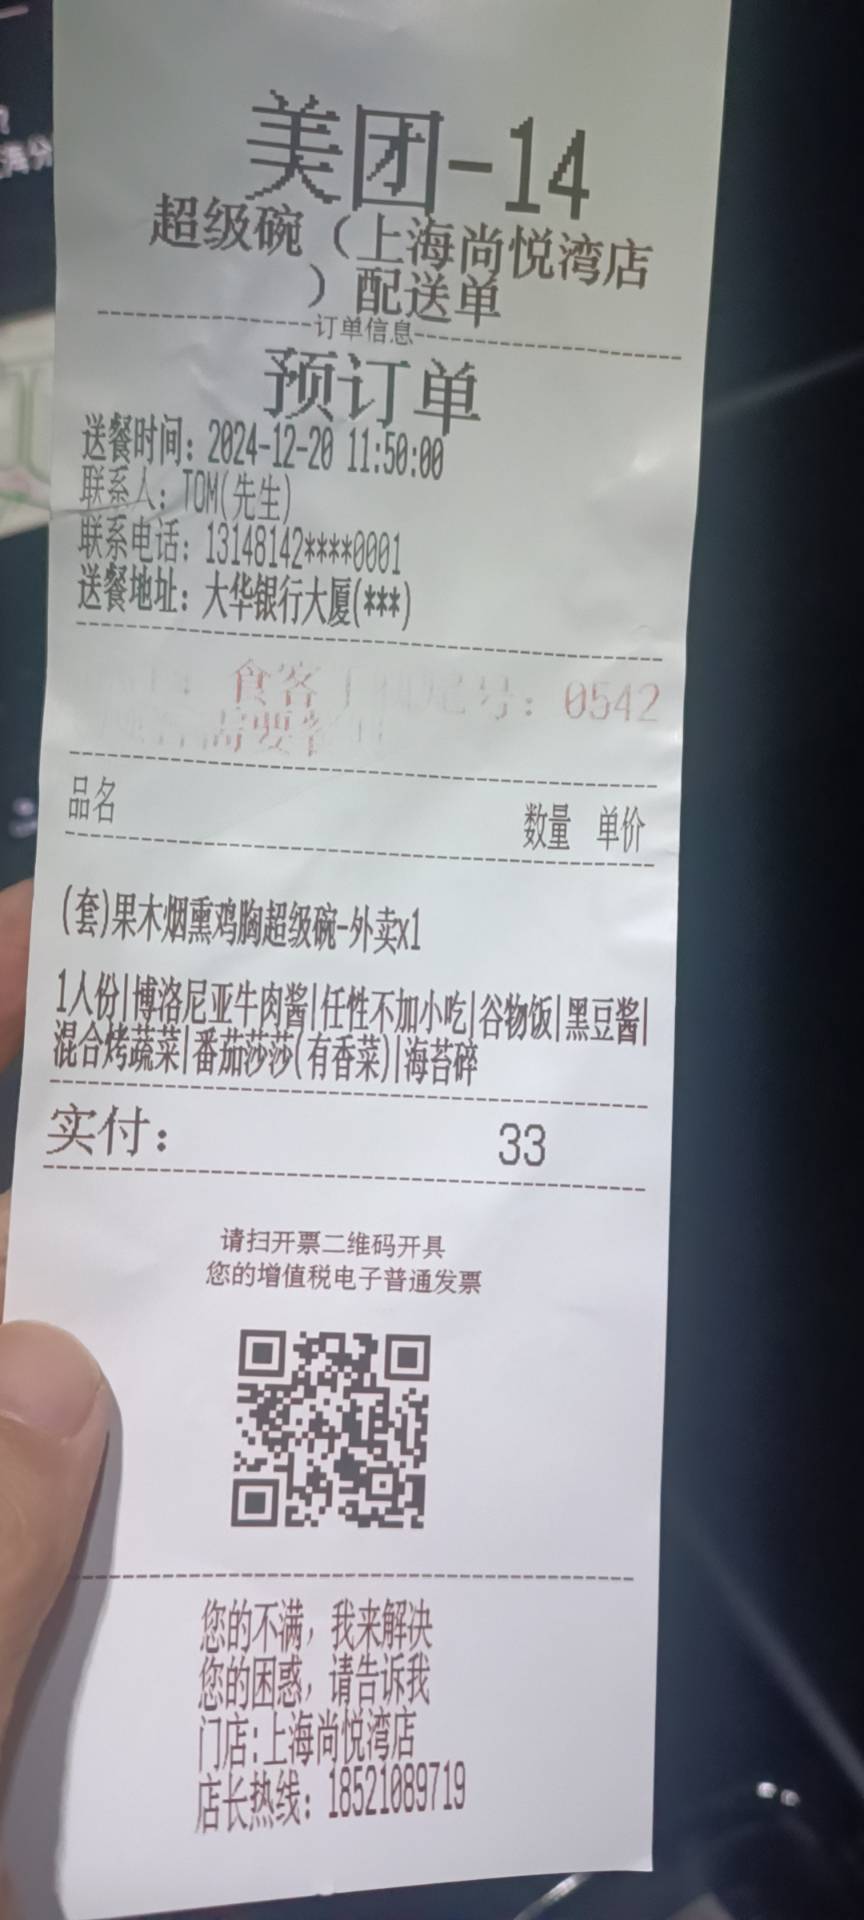 美团-14
超级碗（上海尚悦湾店
）配送单
订单信息
预订单
送餐时间：2024-12-20 11:50:00
联系人：TOM(先生)
联系电话：13148142****0001
送餐地址：大华银行大厦(***)
食客 号：0542
需要
品名 数量 单价
(套)果木烟熏鸡胸超级碗-外卖x1
1人份|博洛尼亚牛肉酱|任性不加小吃|谷物饭|黑豆酱|
混合烤蔬菜|番茄莎莎(有香菜)|海苔碎
实付： 33
请扫开票二维码开具
您的增值税电子普通发票
您的不满，我来解决
您的困惑，请告诉我
门店:上海尚悦湾店
店长热线：18521089719